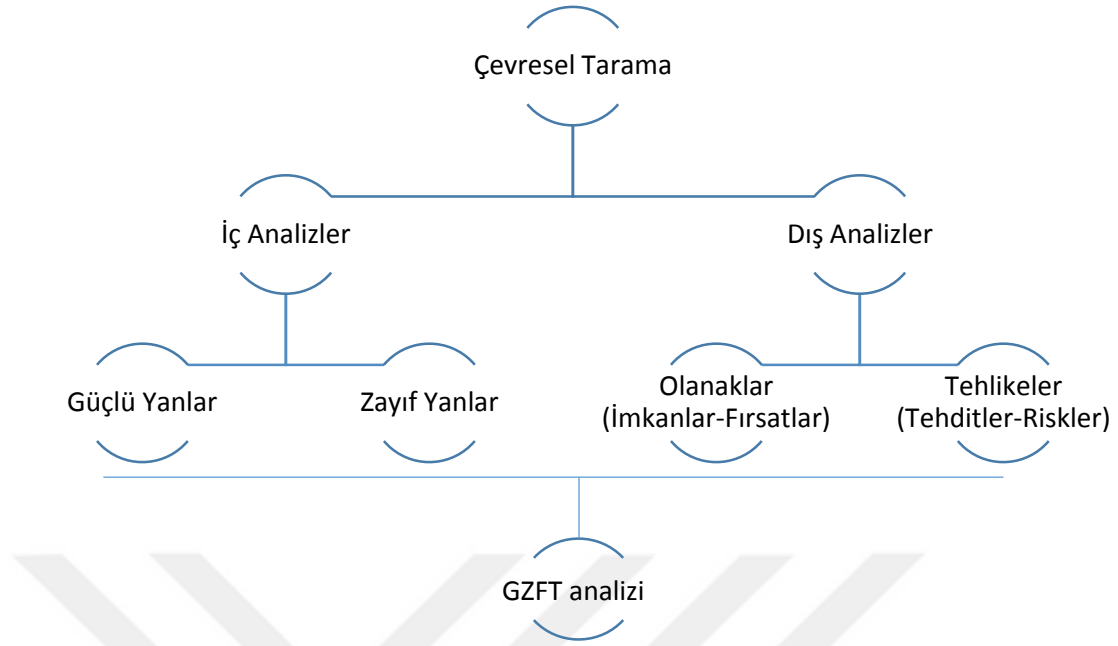 Çevresel Tarama
İç Analizler
Dış Analizler
Güçlü Yanlar
Zayıf Yanlar
Olanaklar
(İmkanlar-Fırsatlar)
Tehlikeler
(Tehditler-Riskler)
GZFT analizi